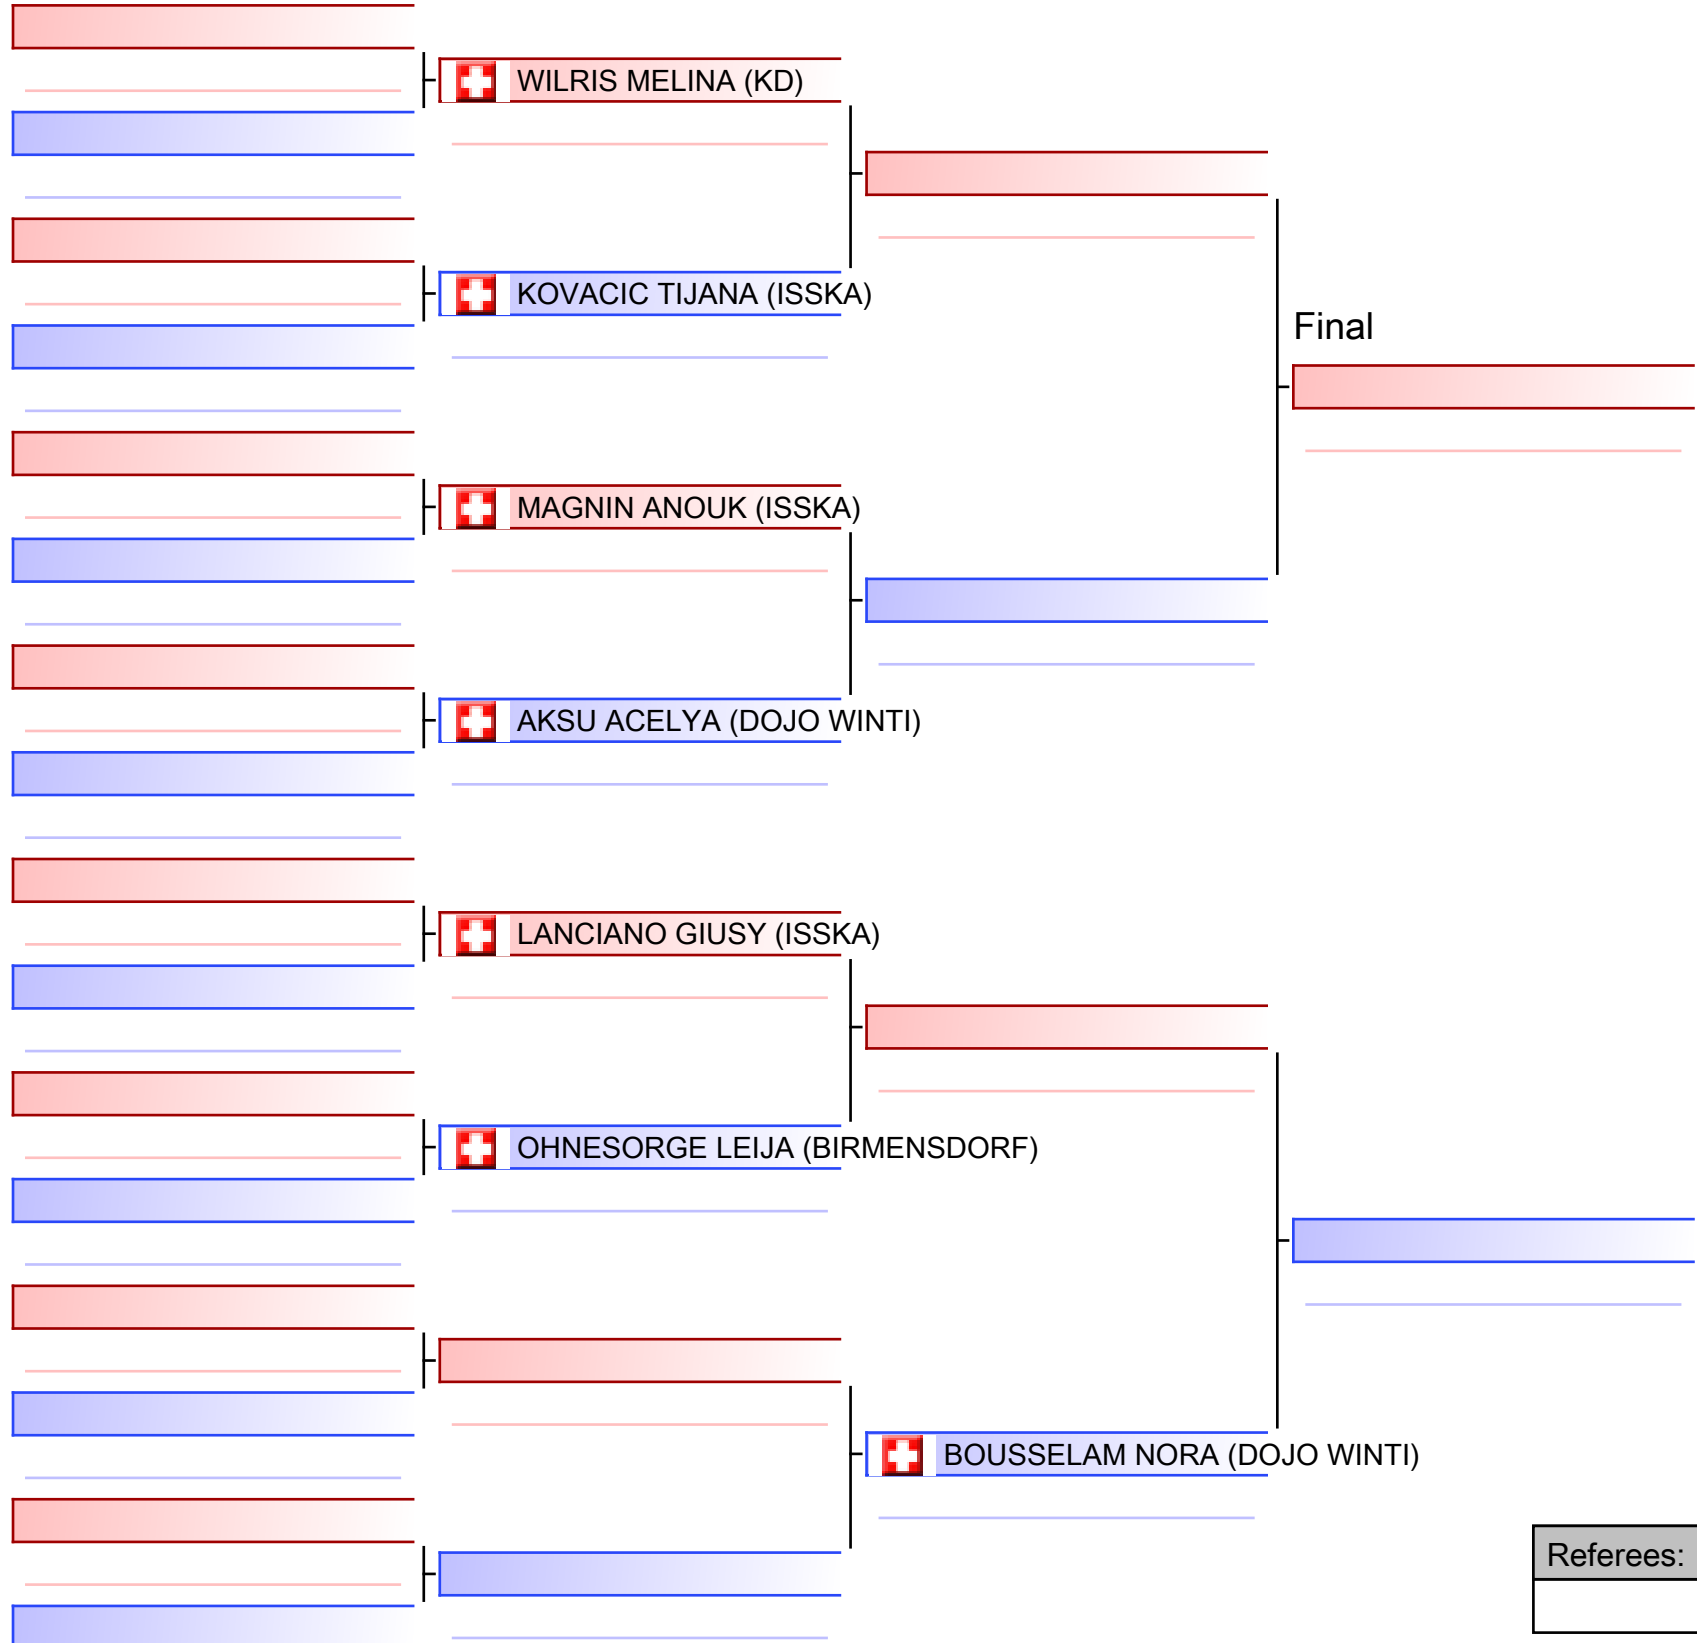 WILRIS MELINA (KD)
KOVACIC TIJANA (ISSKA)
Final
MAGNIN ANOUK (ISSKA)
AKSU ACELYA (DOJO WINTI)
LANCIANO GIUSY (ISSKA)
OHNESORGE LEIJA (BIRMENSDORF)
BOUSSELAM NORA (DOJO WINTI)
Referees: